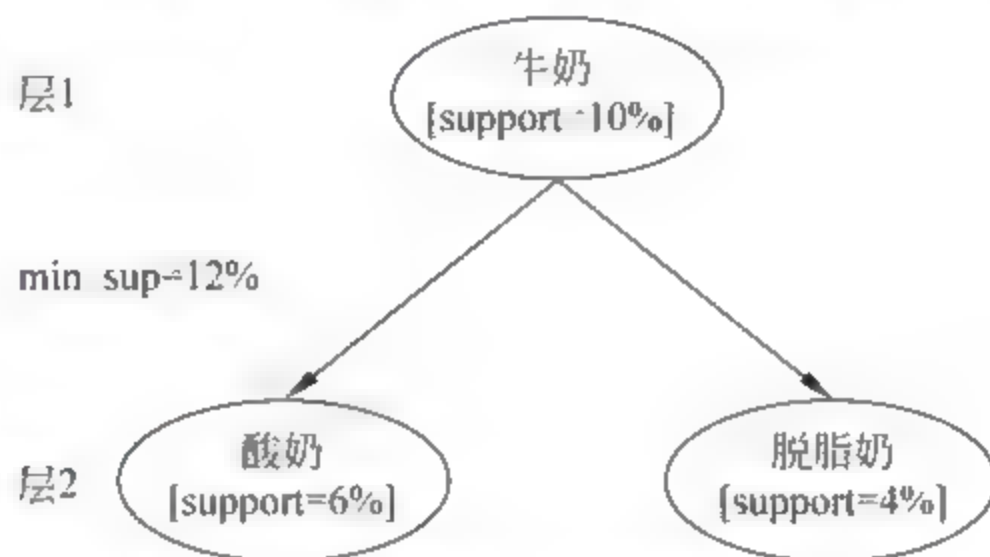 层1
牛奶
[support=10%]
min sup=12%
层2
酸奶
[support=6%]
脱脂奶
[support=4%]